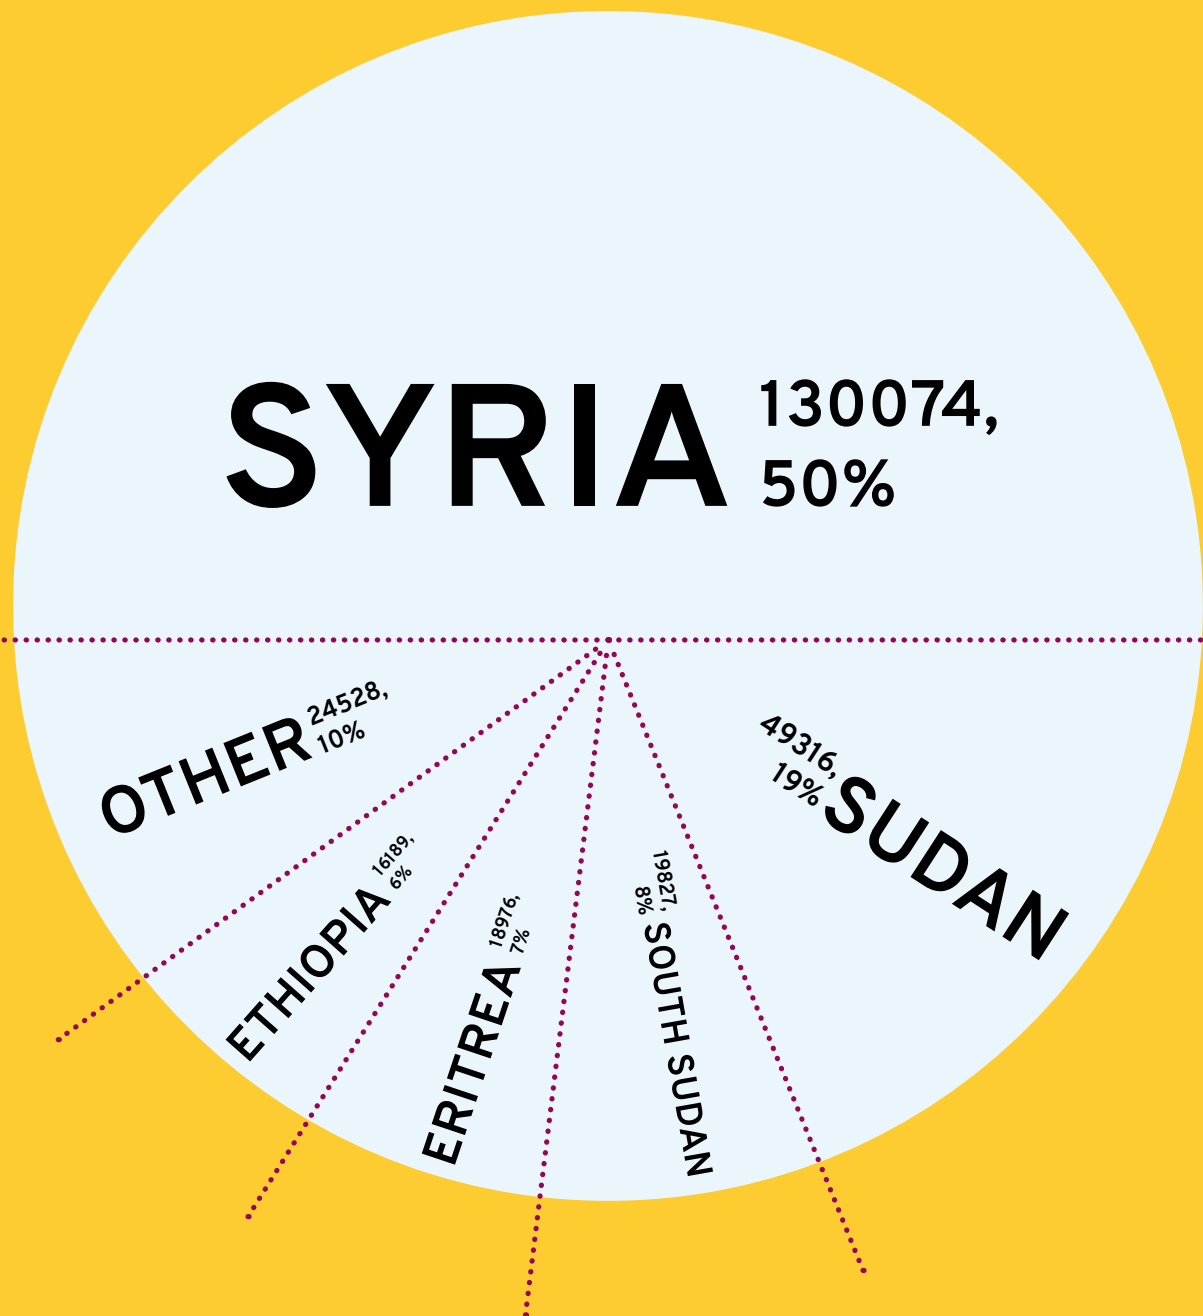 SYRIA
130074,
50%
OTHER
24528,
10%
ETHIOPIA
16189,
6%
ERITREA
18976,
7%
19827,
8%
SOUTH SUDAN
49316,
19%
SUDAN